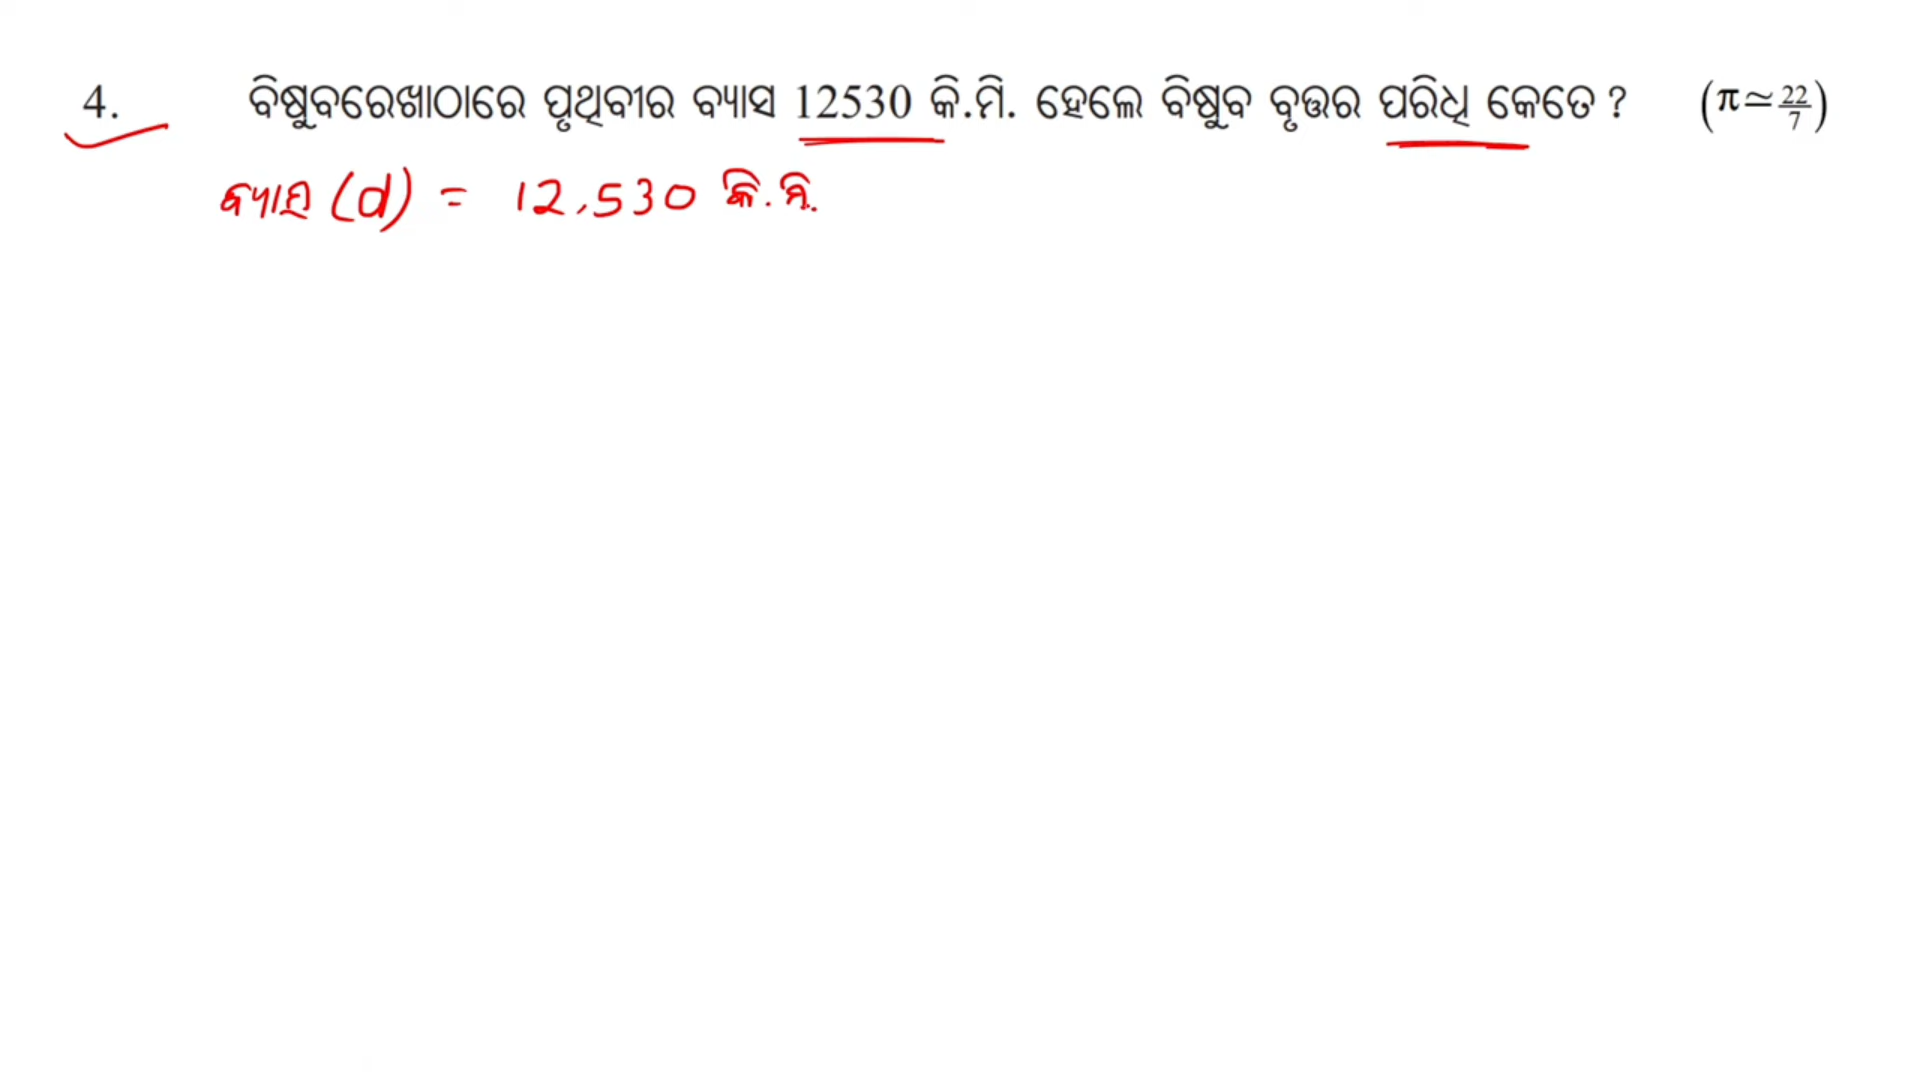 4. ବିଷୁବରେଖାଠାରେ ପୃଥିବୀର ବ୍ୟାସ 12530 କି.ମି. ହେଲେ ବିଷୁବ ବୃତ୍ତର ପରିଧି କେତେ ? (π≃22/7)
ବ୍ୟାସ (d) = 12,530 କି.ମି.